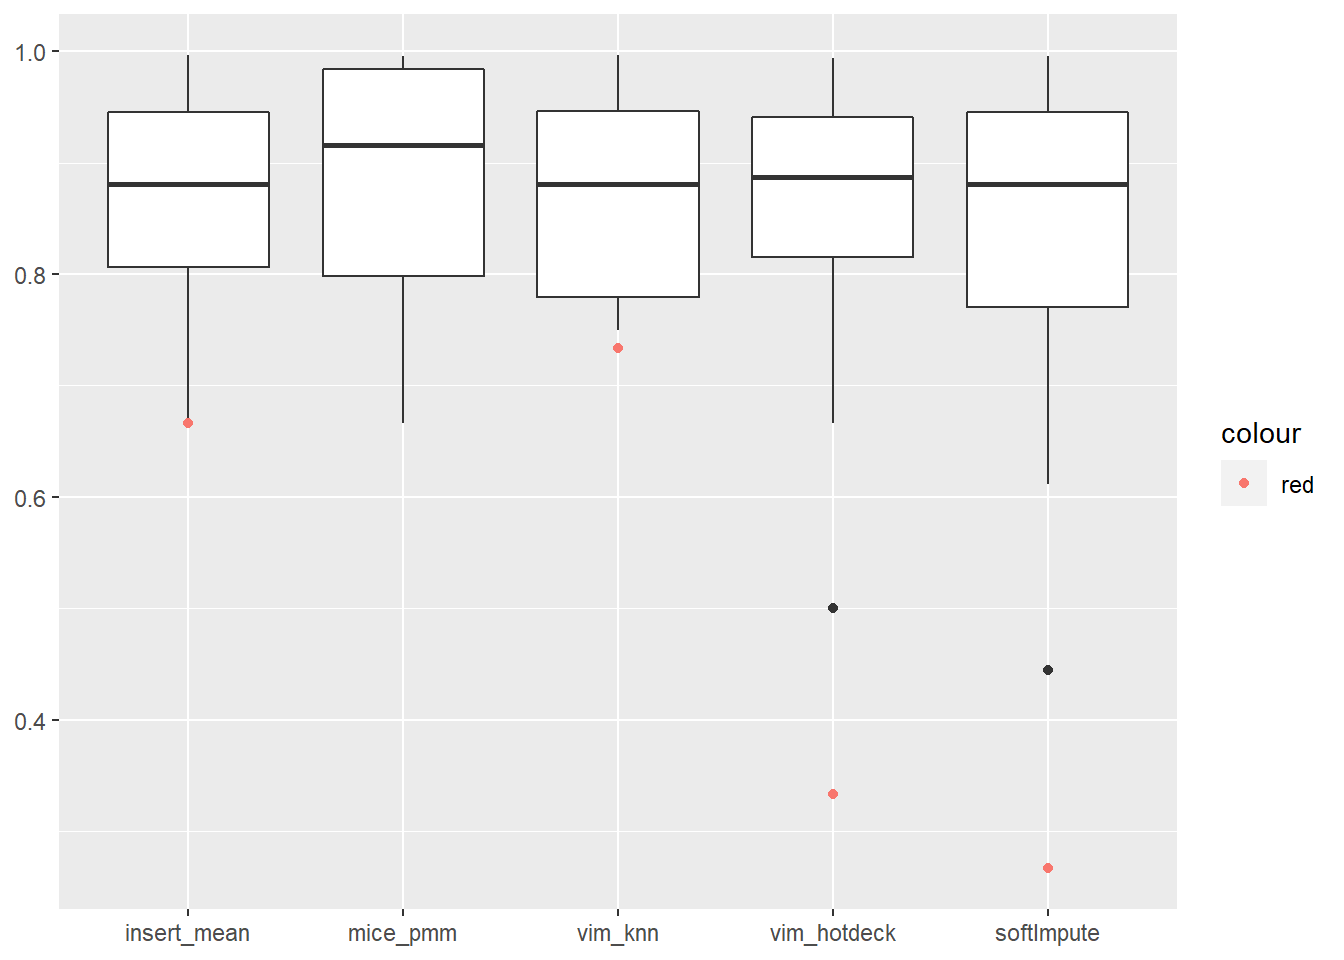 1.0
0.8
0.6
0.4
insert_mean
mice_pmm
vim_knn
vim_hotdeck
softImpute
colour
red